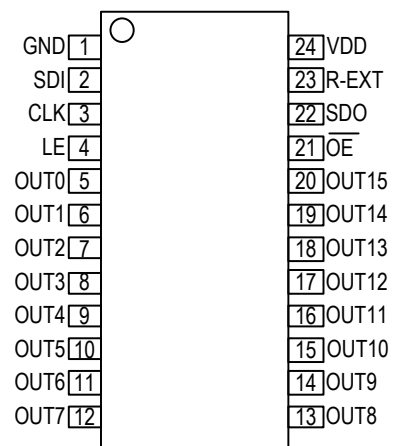 GND 1 24 VDD
SDI 2 23 R-EXT
CLK 3 22 SDO
LE 4 21 O̅E̅
OUT0 5 20 OUT15
OUT1 6 19 OUT14
OUT2 7 18 OUT13
OUT3 8 17 OUT12
OUT4 9 16 OUT11
OUT5 10 15 OUT10
OUT6 11 14 OUT9
OUT7 12 13 OUT8